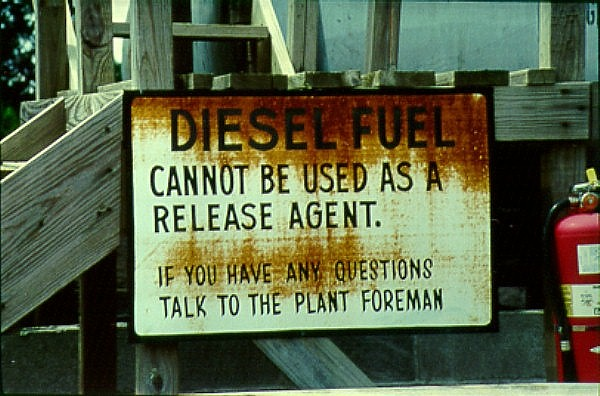 DIESEL FUEL
CANNOT BE USED AS A
RELEASE AGENT.
IF YOU HAVE ANY QUESTIONS
TALK TO THE PLANT FOREMAN